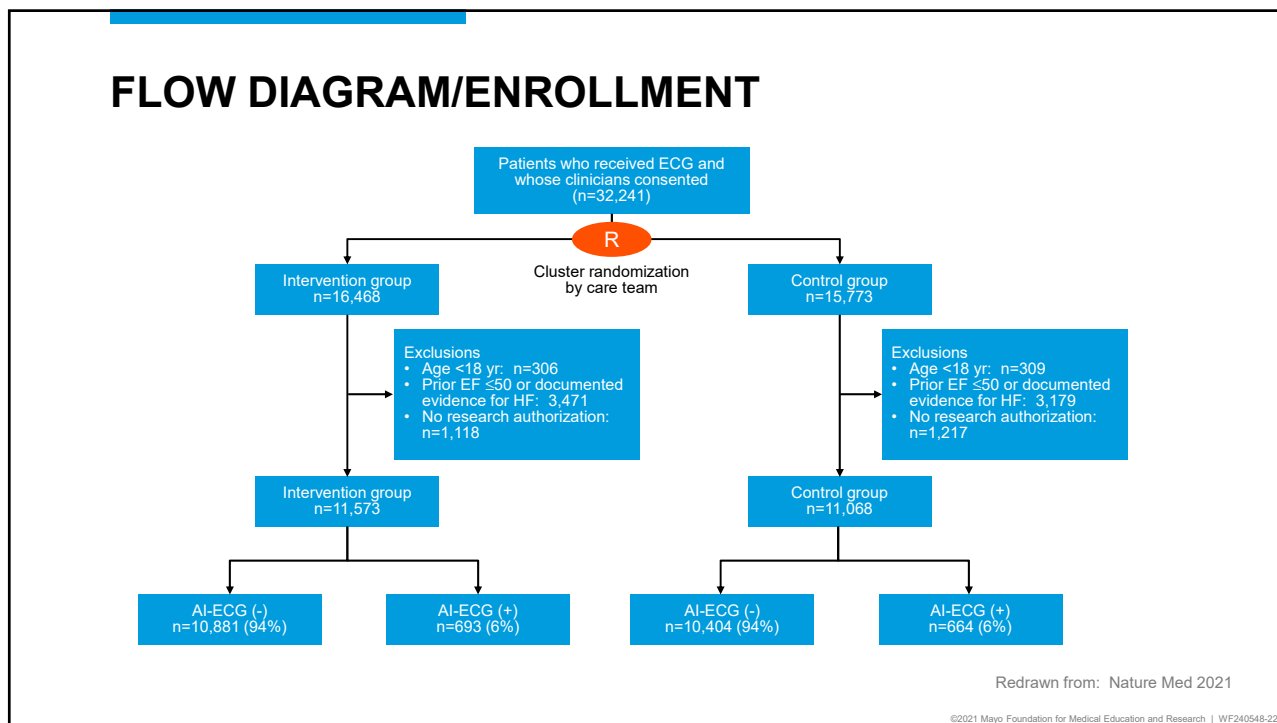 FLOW DIAGRAM/ENROLLMENT
Patients who received ECG and
whose clinicians consented
(n=32,241)
R
Cluster randomization
by care team
Intervention group
n=16,468
Control group
n=15,773
Exclusions
• Age <18 yr: n=306
• Prior EF ≤50 or documented
evidence for HF: 3,471
• No research authorization:
n=1,118
Exclusions
• Age <18 yr: n=309
• Prior EF ≤50 or documented
evidence for HF: 3,179
• No research authorization:
n=1,217
Intervention group
n=11,573
Control group
n=11,068
AI-ECG (-)
n=10,881 (94%)
AI-ECG (+)
n=693 (6%)
AI-ECG (-)
n=10,404 (94%)
AI-ECG (+)
n=664 (6%)
Redrawn from: Nature Med 2021
©2021 Mayo Foundation for Medical Education and Research | WF240548-22